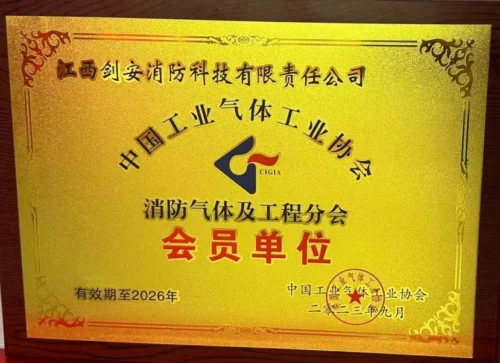 江西剑安消防科技有限责任公司
中国工业气体工业协会
CIGIA
消防气体及工程分会
会员单位
有效期至2026年
中国工业气体工业协会
二〇二三年九月